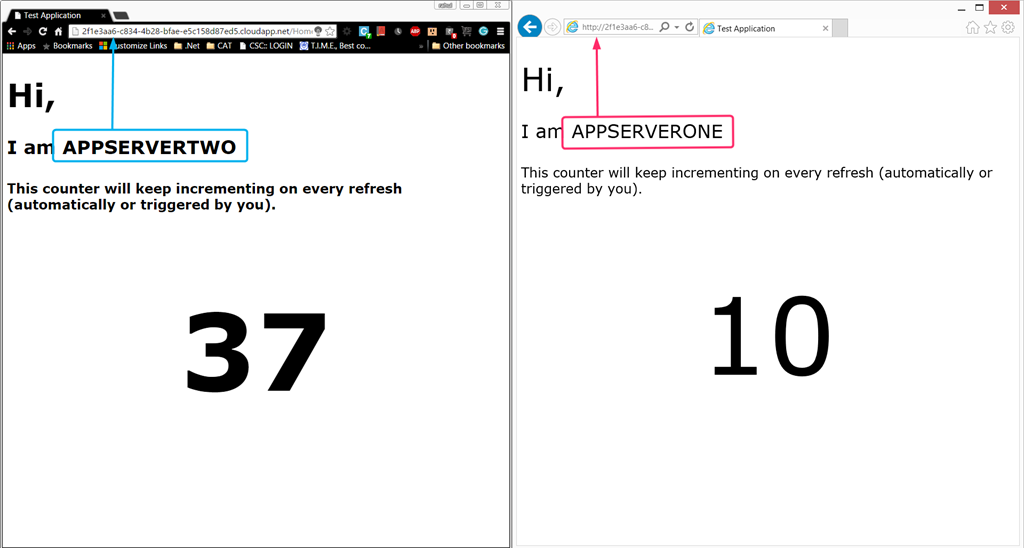 rahul
Test Application
2f1e3aa6-c834-4b28-bfae-e5c158d87ed5.cloudapp.net/Home
Apps Bookmarks Customize Links .Net CAT CSC: LOGIN T.I.M.E., Best co... » Other bookmarks
Hi,
I am APPSERVERTWO
This counter will keep incrementing on every refresh
(automatically or triggered by you).
37
http://2f1e3aa6-c8... Test Application
Hi,
I am APPSERVERONE
This counter will keep incrementing on every refresh (automatically or
triggered by you).
10